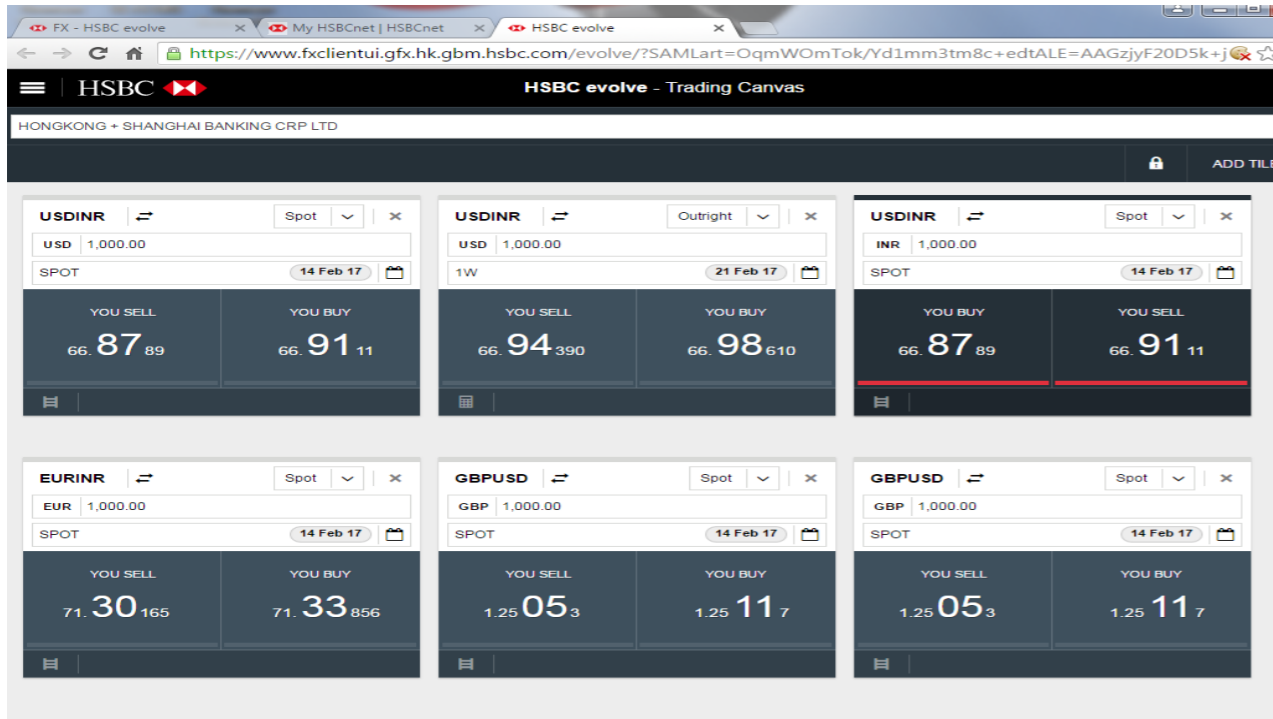 FX - HSBC evolve
My HSBCnet | HSBCnet
HSBC evolve
https://www.fxclientui.gfx.hk.gbm.hsbc.com/evolve/?SAMLart=OqmWOmTok/Yd1mm3tm8c+edtALE=AAGzjyF20D5k+j
HSBC
HSBC evolve - Trading Canvas
HONGKONG + SHANGHAI BANKING CRP LTD
ADD TILE
USDINR Spot
USD 1,000.00
SPOT 14 Feb 17
YOU SELL YOU BUY
66.8789 66.9111
USDINR Outright
USD 1,000.00
1W 21 Feb 17
YOU SELL YOU BUY
66.94390 66.98610
USDINR Spot
INR 1,000.00
SPOT 14 Feb 17
YOU BUY YOU SELL
66.8789 66.9111
EURINR Spot
EUR 1,000.00
SPOT 14 Feb 17
YOU SELL YOU BUY
71.30165 71.33856
GBPUSD Spot
GBP 1,000.00
SPOT 14 Feb 17
YOU SELL YOU BUY
1.25053 1.25117
GBPUSD Spot
GBP 1,000.00
SPOT 14 Feb 17
YOU SELL YOU BUY
1.25053 1.25117